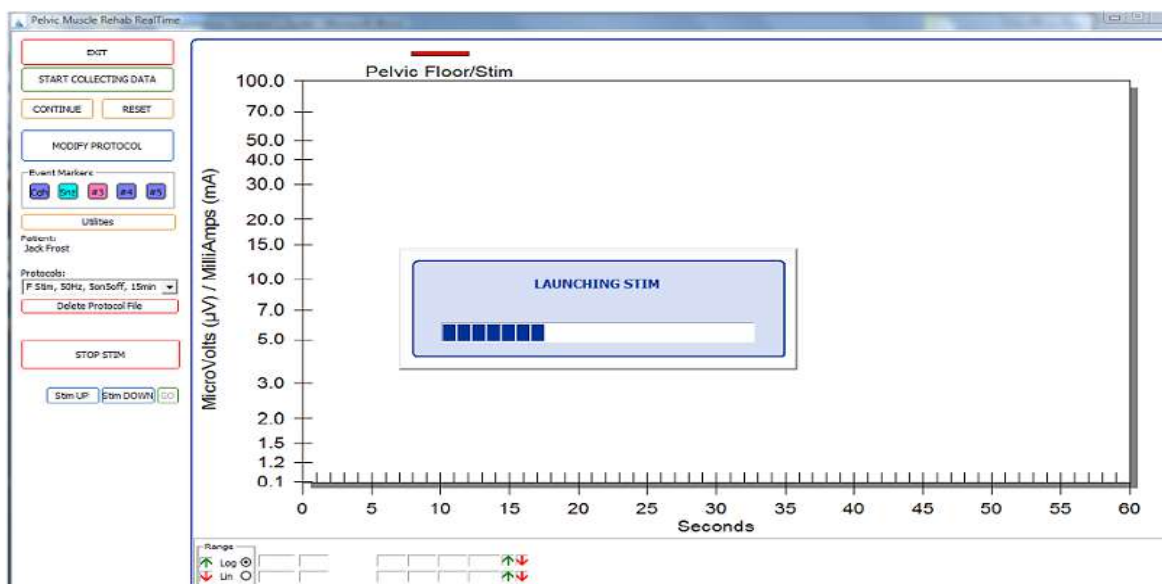 Pelvic Muscle Rehab RealTime
EXIT
START COLLECTING DATA
CONTINUE RESET
MODIFY PROTOCOL
Event Markers
Cgh Snz #3 #4 #5
Utilities
Patient:
Jack Frost
Protocols:
F Stim, 50Hz, 5on5off, 15min
Delete Protocol File
STOP STIM
Stim UP Stim DOWN GO
Pelvic Floor/Stim
MicroVolts (µV) / MilliAmps (mA)
100.0
70.0
50.0
40.0
30.0
20.0
15.0
10.0
7.0
5.0
3.0
2.0
1.5
1.2
0.1
LAUNCHING STIM
0 5 10 15 20 25 30 35 40 45 50 55 60
Seconds
Range
Log
Lin